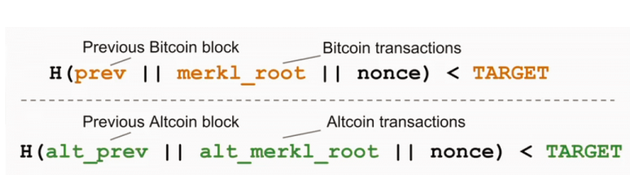 Previous Bitcoin block Bitcoin transactions
H(prev || merkl_root || nonce) < TARGET
Previous Altcoin block Altcoin transactions
H(alt_prev || alt_merkl_root || nonce) < TARGET